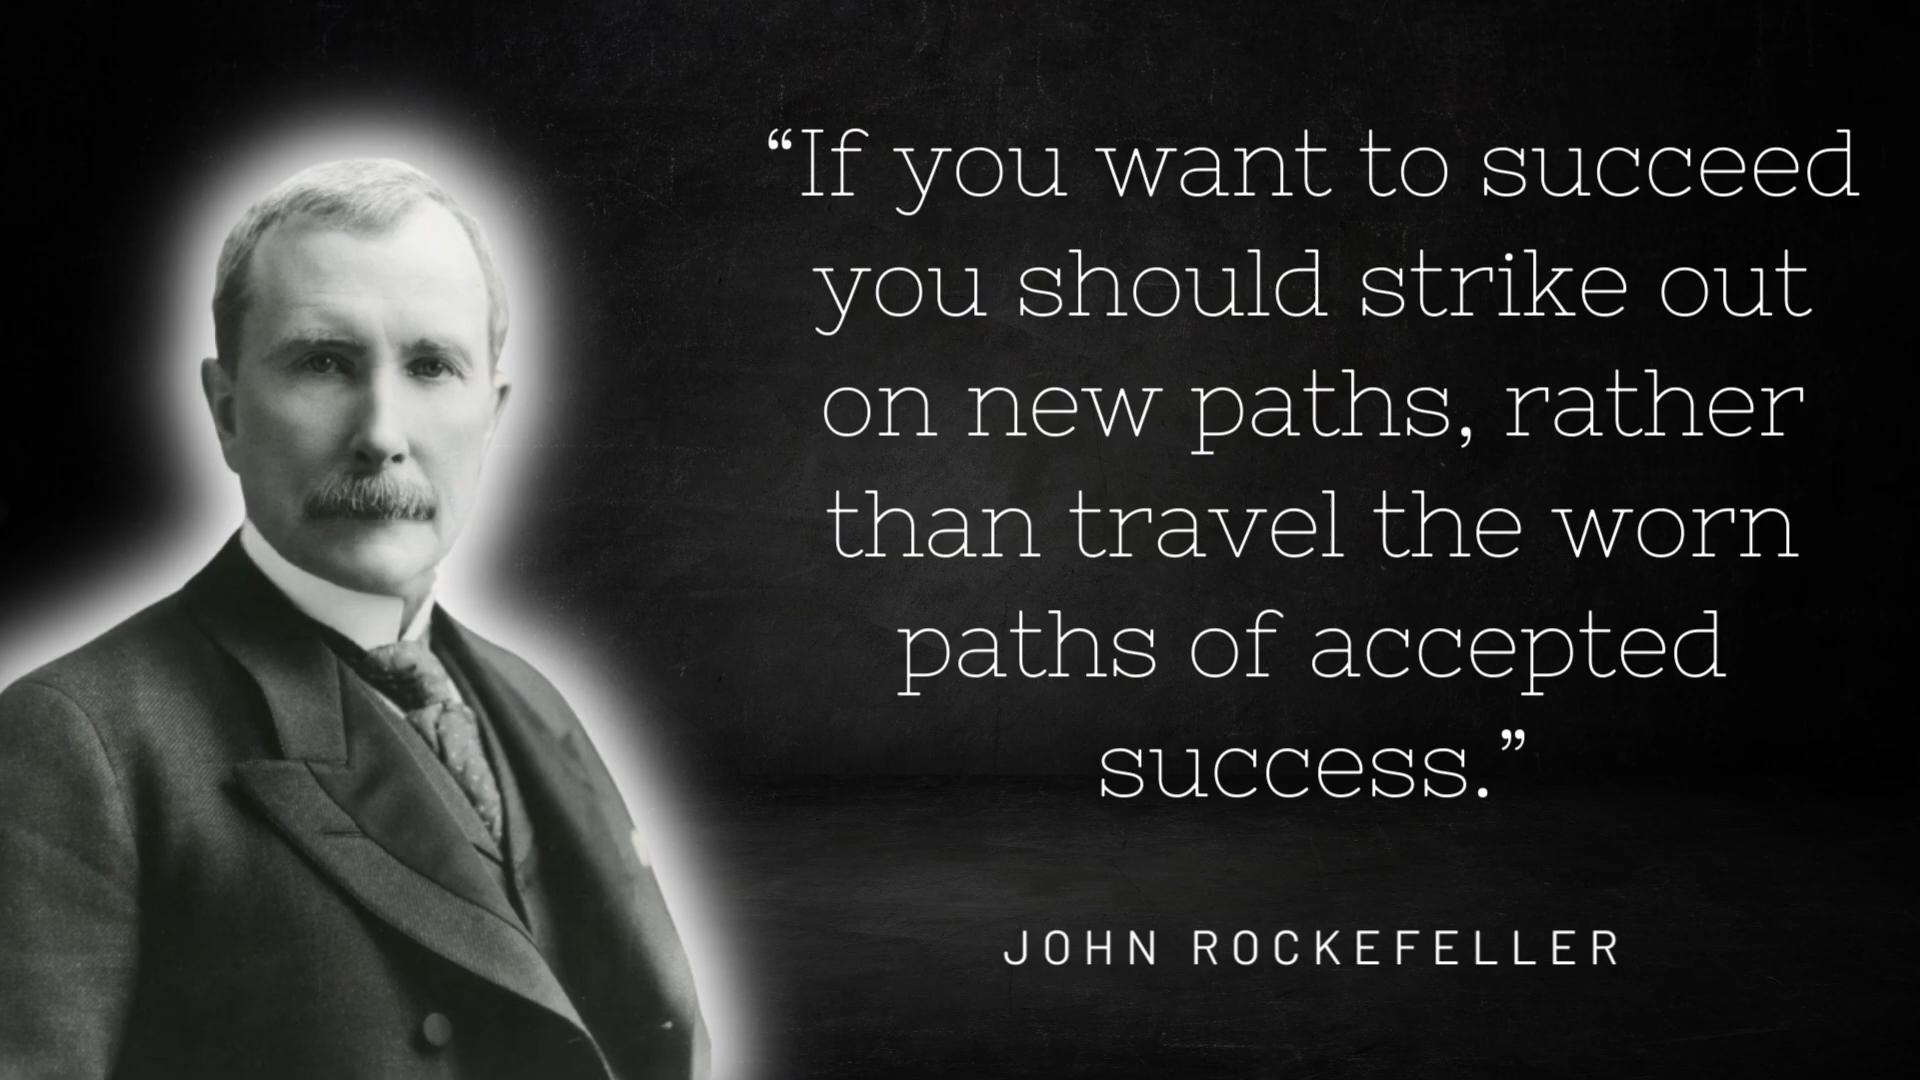 “If you want to succeed
you should strike out
on new paths, rather
than travel the worn
paths of accepted
success.”
JOHN ROCKEFELLER